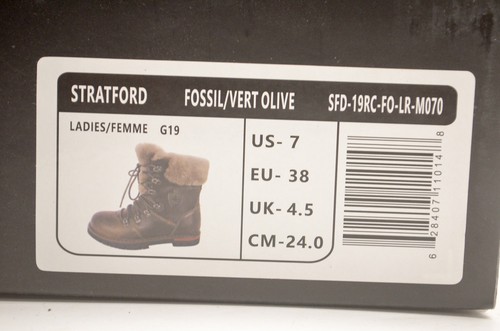 STRATFORD FOSSIL/VERT OLIVE SFD-19RC-FO-LR-M070
LADIES/FEMME G19
US- 7
EU- 38
UK- 4.5
CM-24.0
6 28407 11014 8